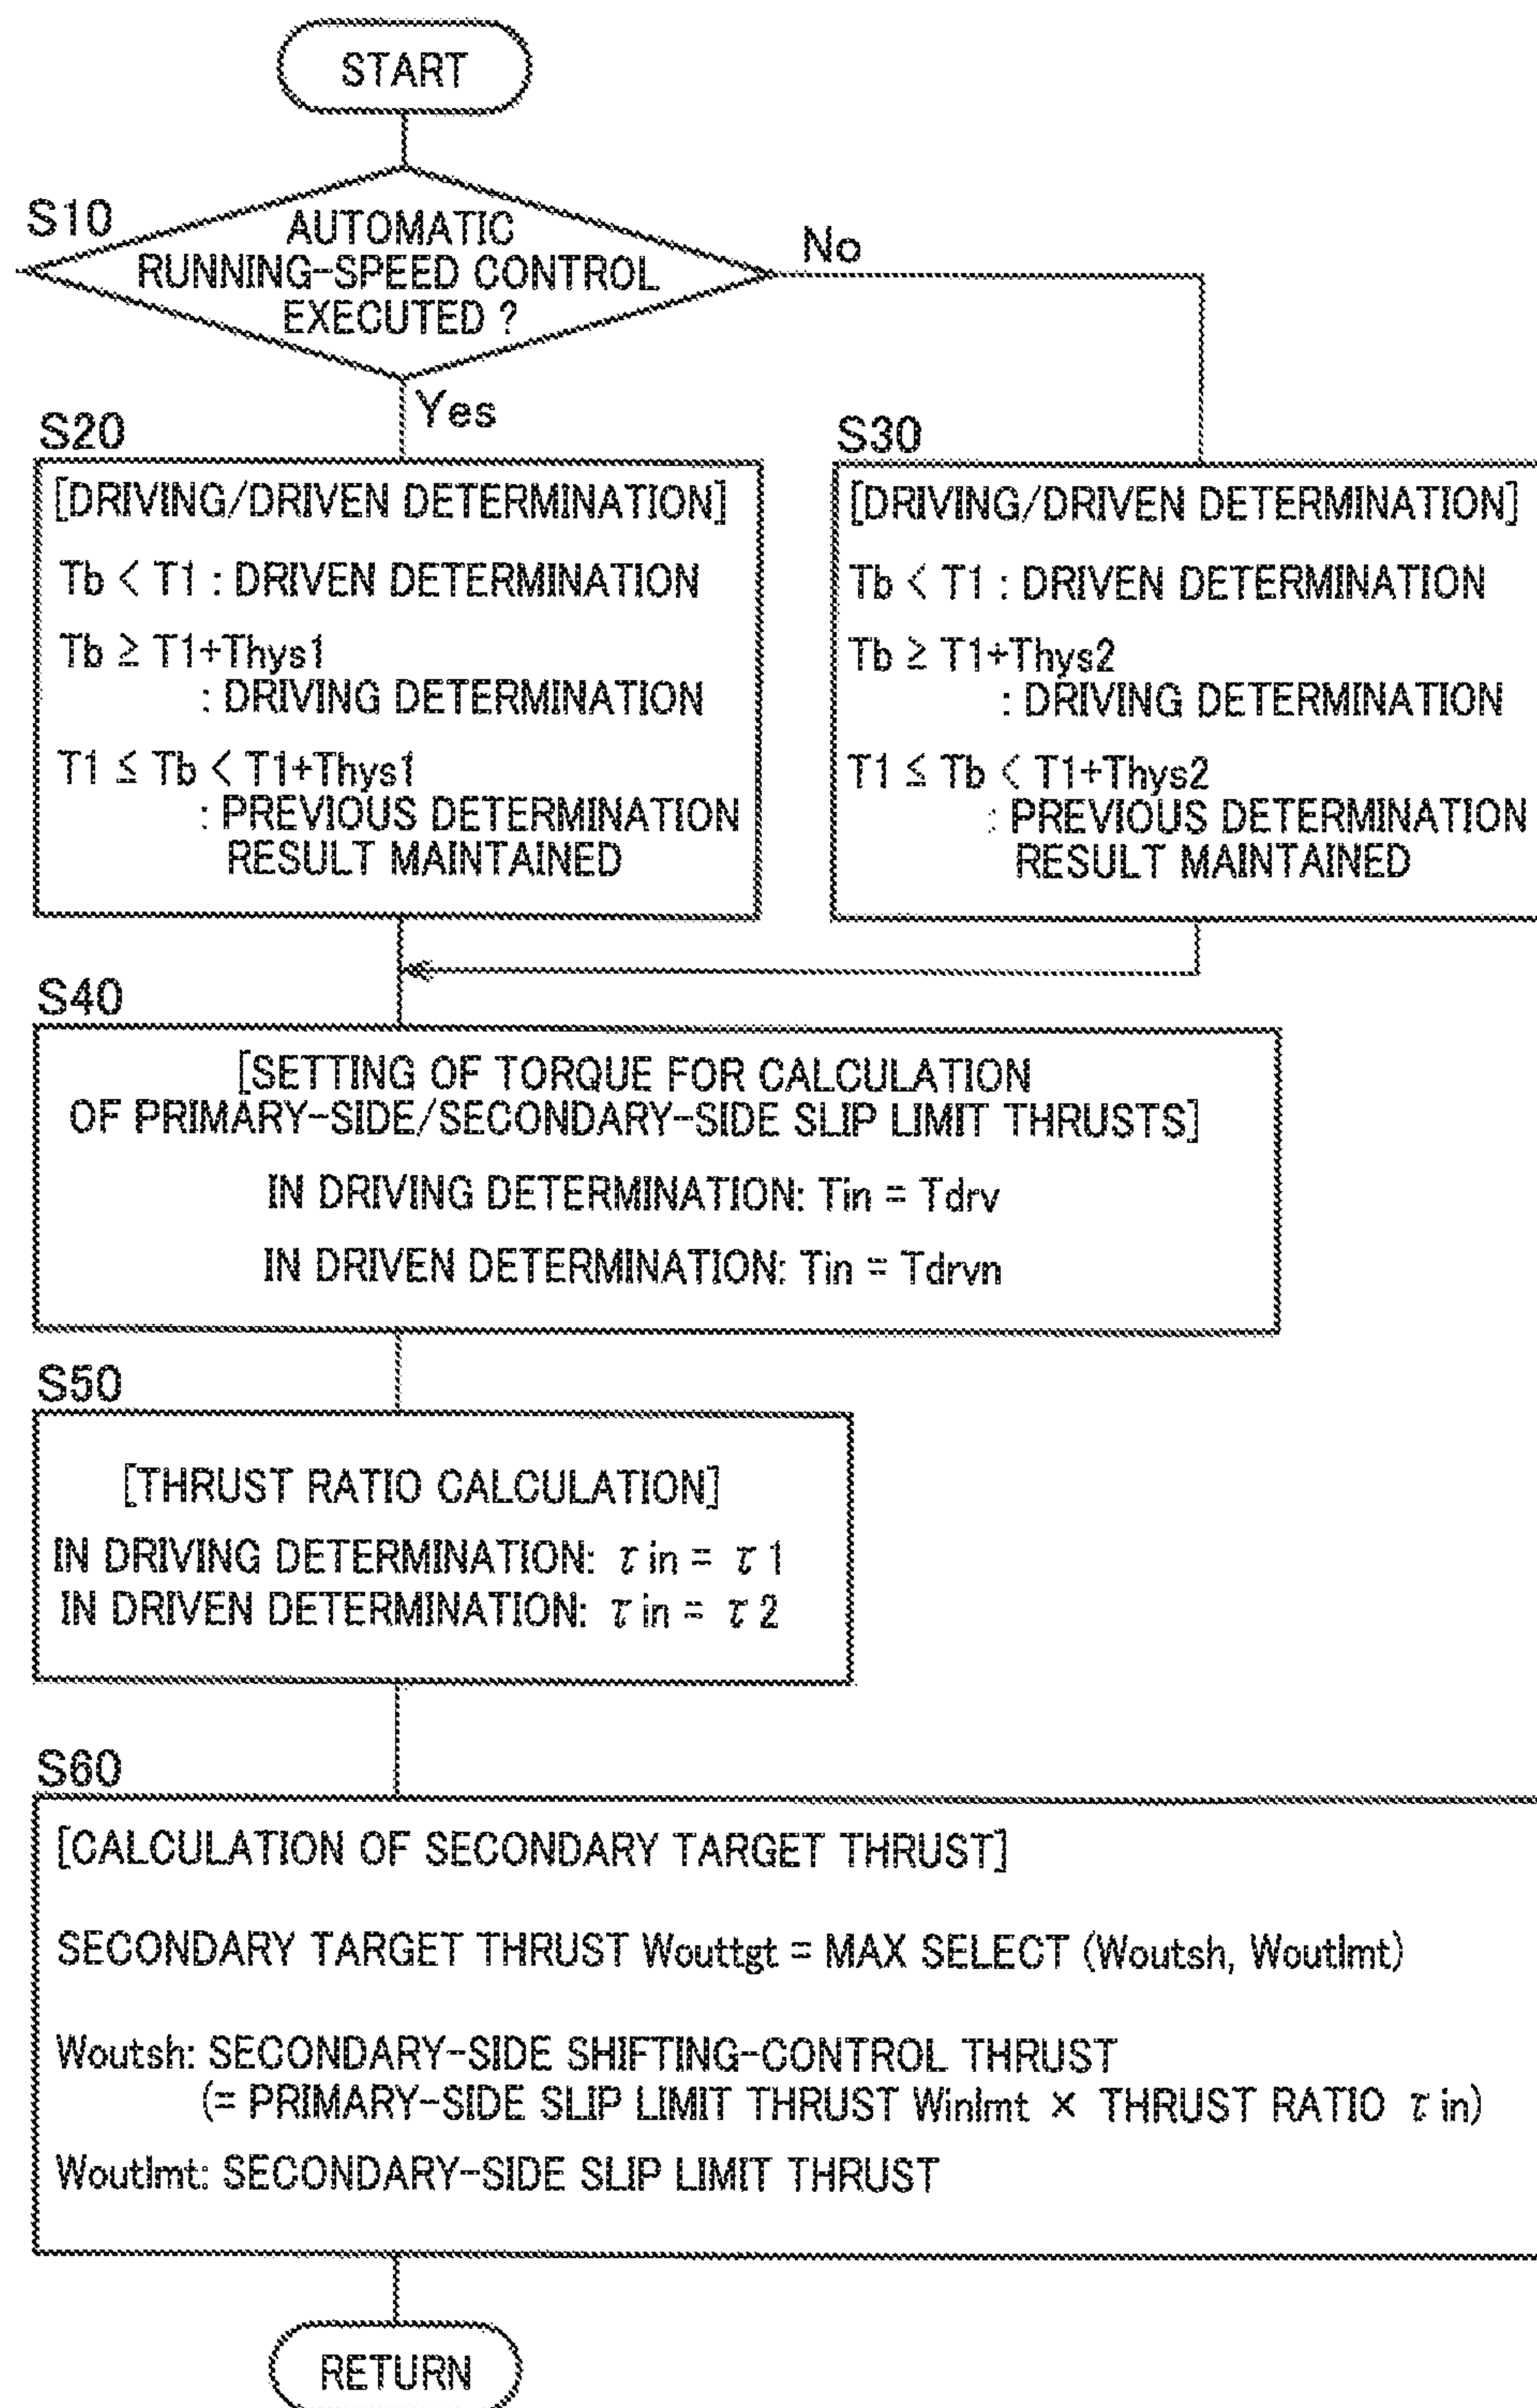 START
S10
AUTOMATIC
RUNNING-SPEED CONTROL
EXECUTED ?
No
Yes
S20
[DRIVING/DRIVEN DETERMINATION]
Tb < T1 : DRIVEN DETERMINATION
Tb ≥ T1+Thys1
: DRIVING DETERMINATION
T1 ≤ Tb < T1+Thys1
: PREVIOUS DETERMINATION
RESULT MAINTAINED
S30
[DRIVING/DRIVEN DETERMINATION]
Tb < T1 : DRIVEN DETERMINATION
Tb ≥ T1+Thys2
: DRIVING DETERMINATION
T1 ≤ Tb < T1+Thys2
: PREVIOUS DETERMINATION
RESULT MAINTAINED
S40
[SETTING OF TORQUE FOR CALCULATION
OF PRIMARY-SIDE/SECONDARY-SIDE SLIP LIMIT THRUSTS]
IN DRIVING DETERMINATION: Tin = Tdrv
IN DRIVEN DETERMINATION: Tin = Tdrvn
S50
[THRUST RATIO CALCULATION]
IN DRIVING DETERMINATION: τ in = τ 1
IN DRIVEN DETERMINATION: τ in = τ 2
S60
[CALCULATION OF SECONDARY TARGET THRUST]
SECONDARY TARGET THRUST Wouttgt = MAX SELECT (Woutsh, Woutlmt)
Woutsh: SECONDARY-SIDE SHIFTING-CONTROL THRUST
(= PRIMARY-SIDE SLIP LIMIT THRUST Winlmt × THRUST RATIO τ in)
Woutlmt: SECONDARY-SIDE SLIP LIMIT THRUST
RETURN